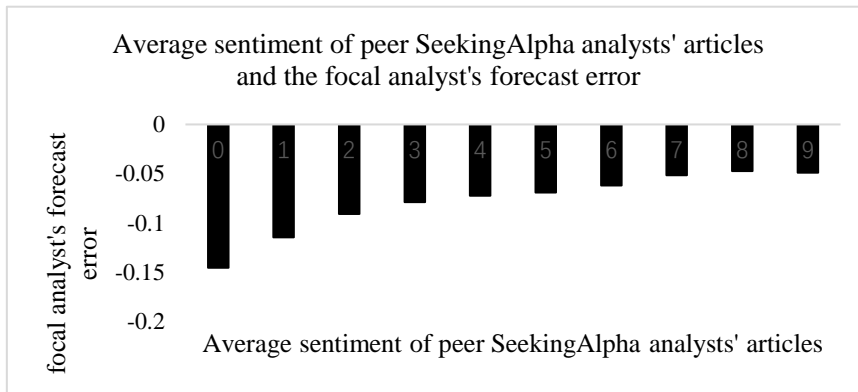 Average sentiment of peer SeekingAlpha analysts' articles
and the focal analyst's forecast error
focal analyst's forecast
error
0
-0.05
-0.1
-0.15
-0.2
0 1 2 3 4 5 6 7 8 9
Average sentiment of peer SeekingAlpha analysts' articles